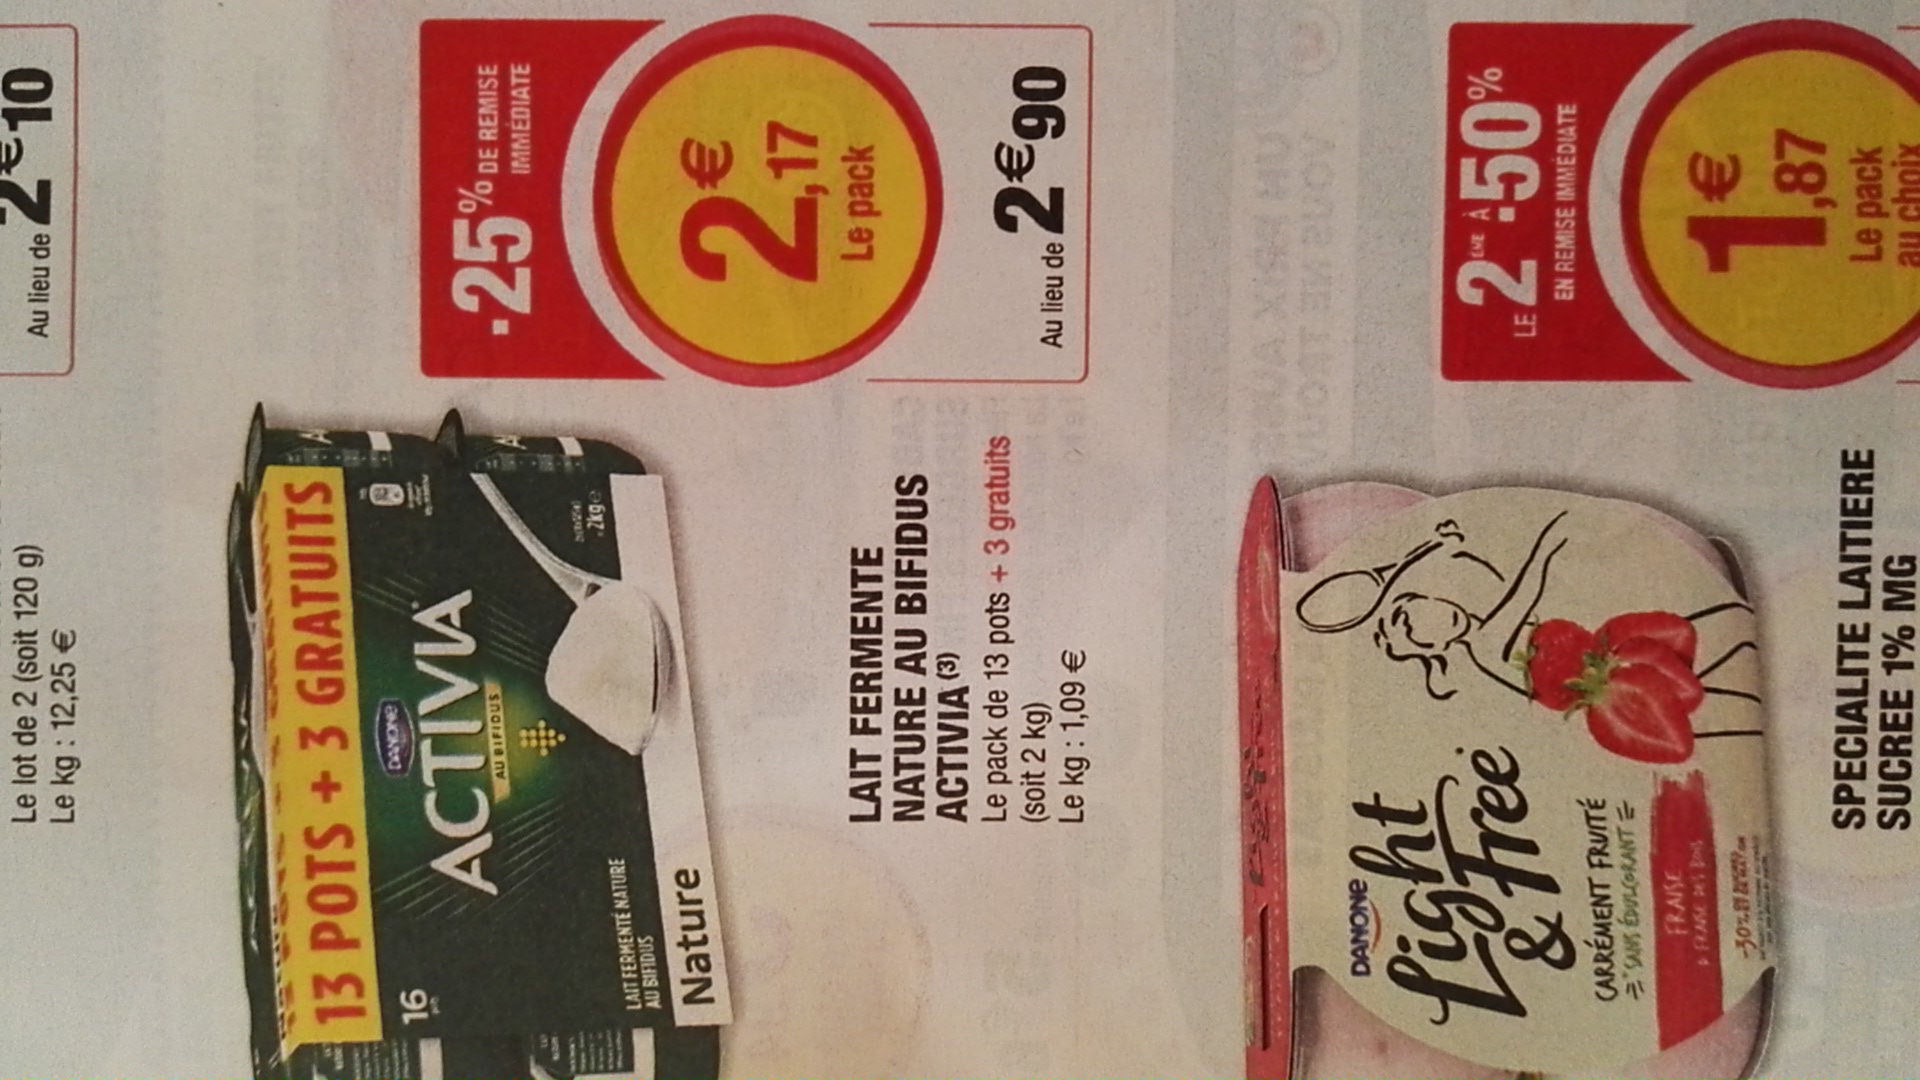 Au lieu de 2€10
Le lot de 2 (soit 120 g)
Le kg : 12,25 €
-25% DE REMISE
IMMÉDIATE
2€
,17
Le pack
Au lieu de 2€90
13 POTS + 3 GRATUITS
16
DANONE
ACTIVIA
AU BIFIDUS
2kg e
LAIT FERMENTÉ NATURE
AU BIFIDUS
Nature
LAIT FERMENTE
NATURE AU BIFIDUS
ACTIVIA (3)
Le pack de 13 pots + 3 gratuits
(soit 2 kg)
Le kg : 1,09 €
LE 2ÈME À -50%
EN REMISE IMMÉDIATE
1€
,87
Le pack
au choix
DANONE
Light
& Free
CARRÉMENT FRUITÉ
SANS ÉDULCORANT
FRAISE
& FRAISE DES BOIS
SPECIALITE LAITIERE
SUCREE 1% MG